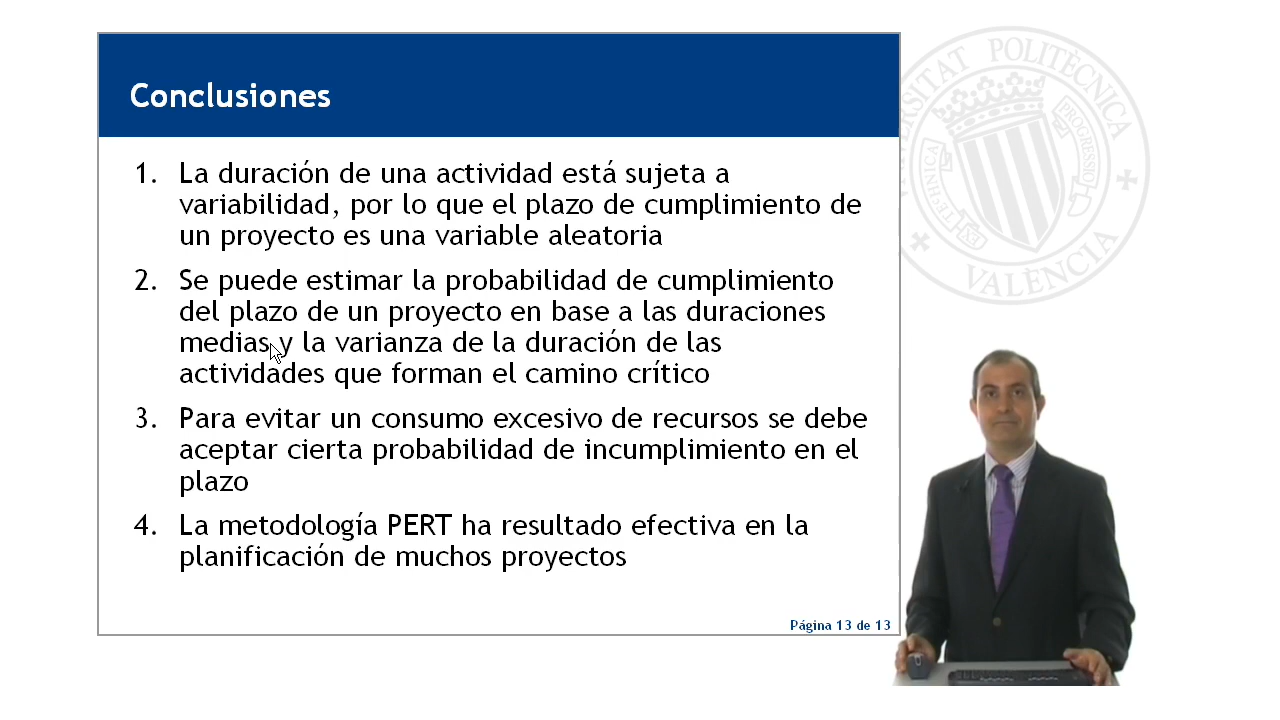 Conclusiones
1. La duración de una actividad está sujeta a
variabilidad, por lo que el plazo de cumplimiento de
un proyecto es una variable aleatoria
2. Se puede estimar la probabilidad de cumplimiento
del plazo de un proyecto en base a las duraciones
medias y la varianza de la duración de las
actividades que forman el camino crítico
3. Para evitar un consumo excesivo de recursos se debe
aceptar cierta probabilidad de incumplimiento en el
plazo
4. La metodología PERT ha resultado efectiva en la
planificación de muchos proyectos
Página 13 de 13
POLITÈCNICA
VALÈNCIA